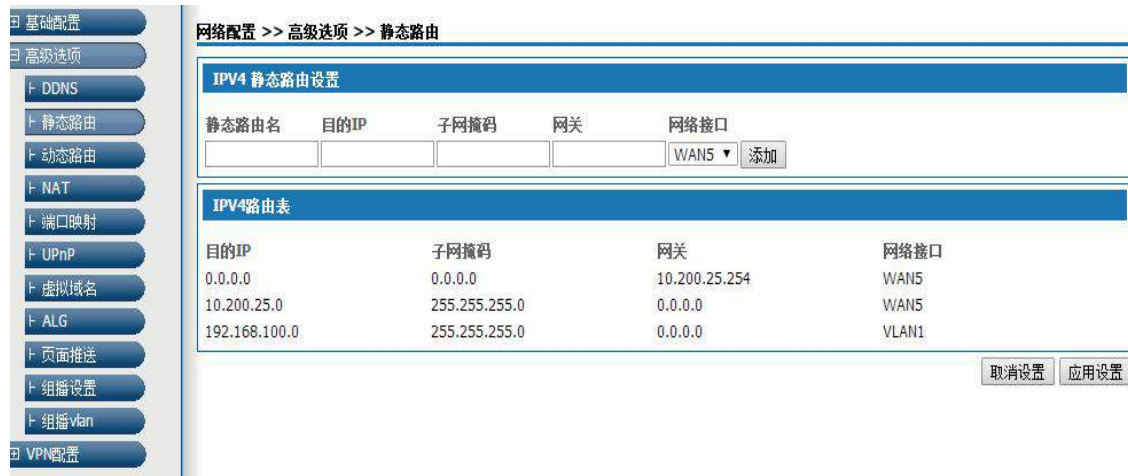 基础配置
高级选项
DDNS
静态路由
动态路由
NAT
端口映射
UPnP
虚拟域名
ALG
页面推送
组播设置
组播vlan
VPN配置
网络配置 >> 高级选项 >> 静态路由
IPV4 静态路由设置
静态路由名 目的IP 子网掩码 网关 网络接口
WAN5 添加
IPV4路由表
目的IP 子网掩码 网关 网络接口
0.0.0.0 0.0.0.0 10.200.25.254 WAN5
10.200.25.0 255.255.255.0 0.0.0.0 WAN5
192.168.100.0 255.255.255.0 0.0.0.0 VLAN1
取消设置 应用设置